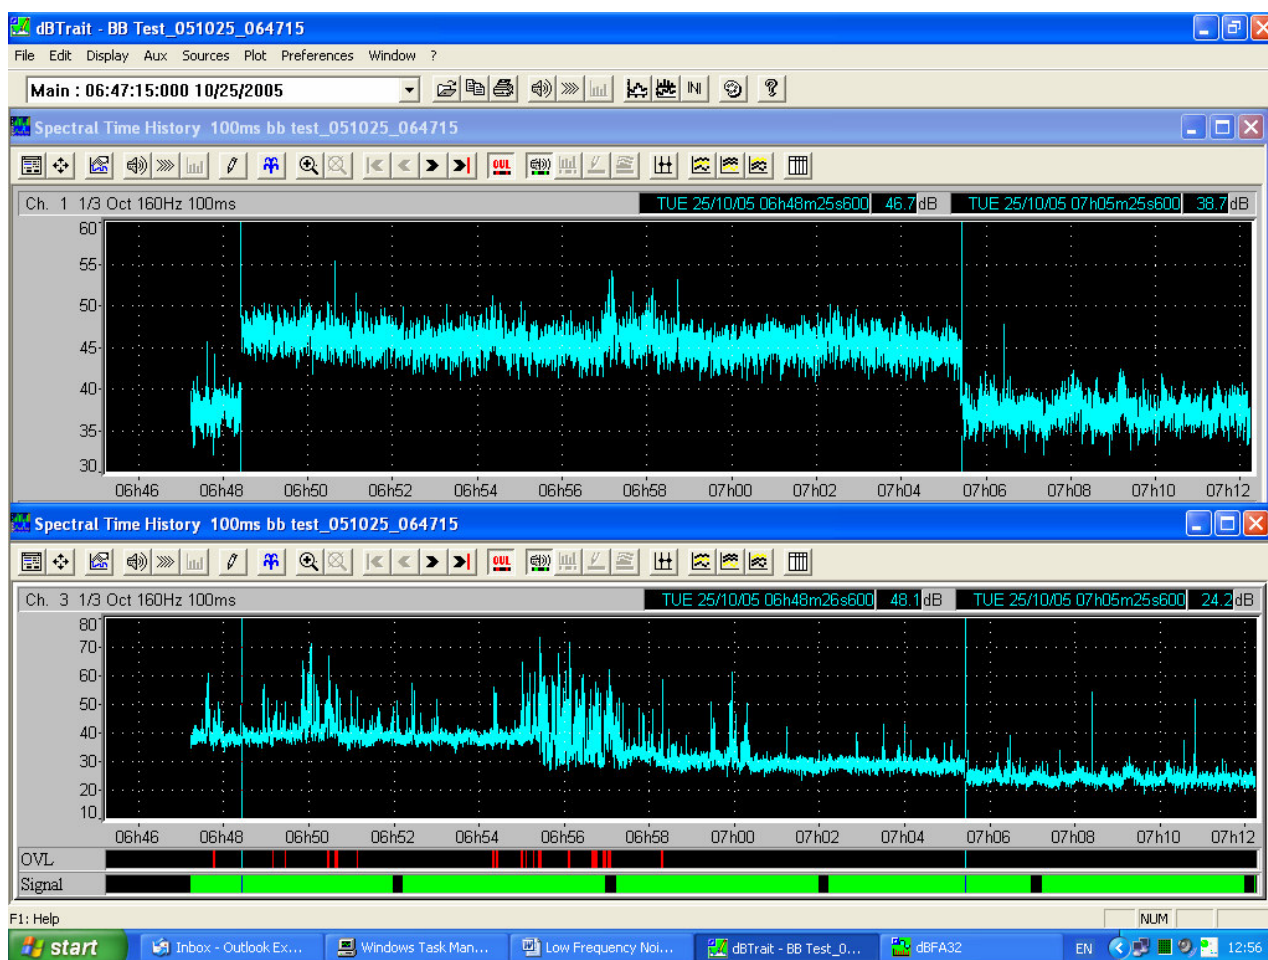 dBTrait - BB Test_051025_064715
File Edit Display Aux Sources Plot Preferences Window ?
Main : 06:47:15:000 10/25/2005
Spectral Time History 100ms bb test_051025_064715
OVL
Ch. 1 1/3 Oct 160Hz 100ms TUE 25/10/05 06h48m25s600 46.7 dB TUE 25/10/05 07h05m25s600 38.7 dB
60
55
50
45
40
35
30
06h46 06h48 06h50 06h52 06h54 06h56 06h58 07h00 07h02 07h04 07h06 07h08 07h10 07h12
Spectral Time History 100ms bb test_051025_064715
OVL
Ch. 3 1/3 Oct 160Hz 100ms TUE 25/10/05 06h48m26s600 48.1 dB TUE 25/10/05 07h05m25s600 24.2 dB
80
70
60
50
40
30
20
10
06h46 06h48 06h50 06h52 06h54 06h56 06h58 07h00 07h02 07h04 07h06 07h08 07h10 07h12
OVL
Signal
F1: Help NUM
start Inbox - Outlook Ex... Windows Task Man... Low Frequency Noi... dBTrait - BB Test_0... dBFA32 EN 12:56